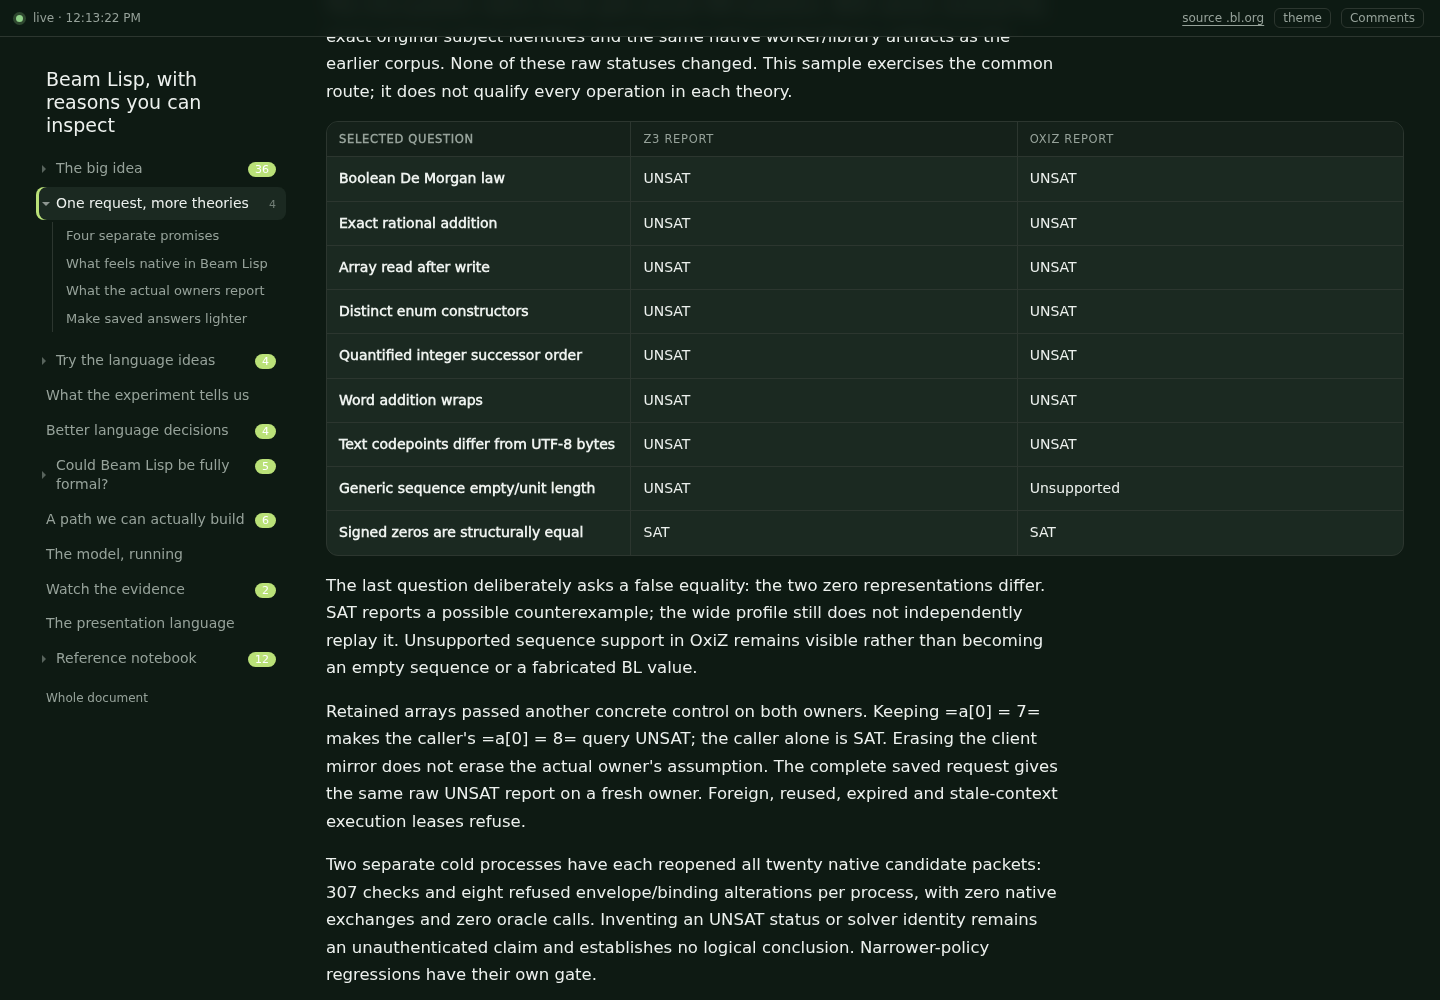 live · 12:13:22 PM
source .bl.org
theme
Comments
Beam Lisp, with
reasons you can
inspect
The big idea 36
One request, more theories 4
Four separate promises
What feels native in Beam Lisp
What the actual owners report
Make saved answers lighter
Try the language ideas 4
What the experiment tells us
Better language decisions 4
Could Beam Lisp be fully 5
formal?
A path we can actually build 6
The model, running
Watch the evidence 2
The presentation language
Reference notebook 12
Whole document
exact original subject identities and the same native worker/library artifacts as the
earlier corpus. None of these raw statuses changed. This sample exercises the common
route; it does not qualify every operation in each theory.
SELECTED QUESTION Z3 REPORT OXIZ REPORT
Boolean De Morgan law UNSAT UNSAT
Exact rational addition UNSAT UNSAT
Array read after write UNSAT UNSAT
Distinct enum constructors UNSAT UNSAT
Quantified integer successor order UNSAT UNSAT
Word addition wraps UNSAT UNSAT
Text codepoints differ from UTF-8 bytes UNSAT UNSAT
Generic sequence empty/unit length UNSAT Unsupported
Signed zeros are structurally equal SAT SAT
The last question deliberately asks a false equality: the two zero representations differ.
SAT reports a possible counterexample; the wide profile still does not independently
replay it. Unsupported sequence support in OxiZ remains visible rather than becoming
an empty sequence or a fabricated BL value.
Retained arrays passed another concrete control on both owners. Keeping =a[0] = 7=
makes the caller's =a[0] = 8= query UNSAT; the caller alone is SAT. Erasing the client
mirror does not erase the actual owner's assumption. The complete saved request gives
the same raw UNSAT report on a fresh owner. Foreign, reused, expired and stale-context
execution leases refuse.
Two separate cold processes have each reopened all twenty native candidate packets:
307 checks and eight refused envelope/binding alterations per process, with zero native
exchanges and zero oracle calls. Inventing an UNSAT status or solver identity remains
an unauthenticated claim and establishes no logical conclusion. Narrower-policy
regressions have their own gate.